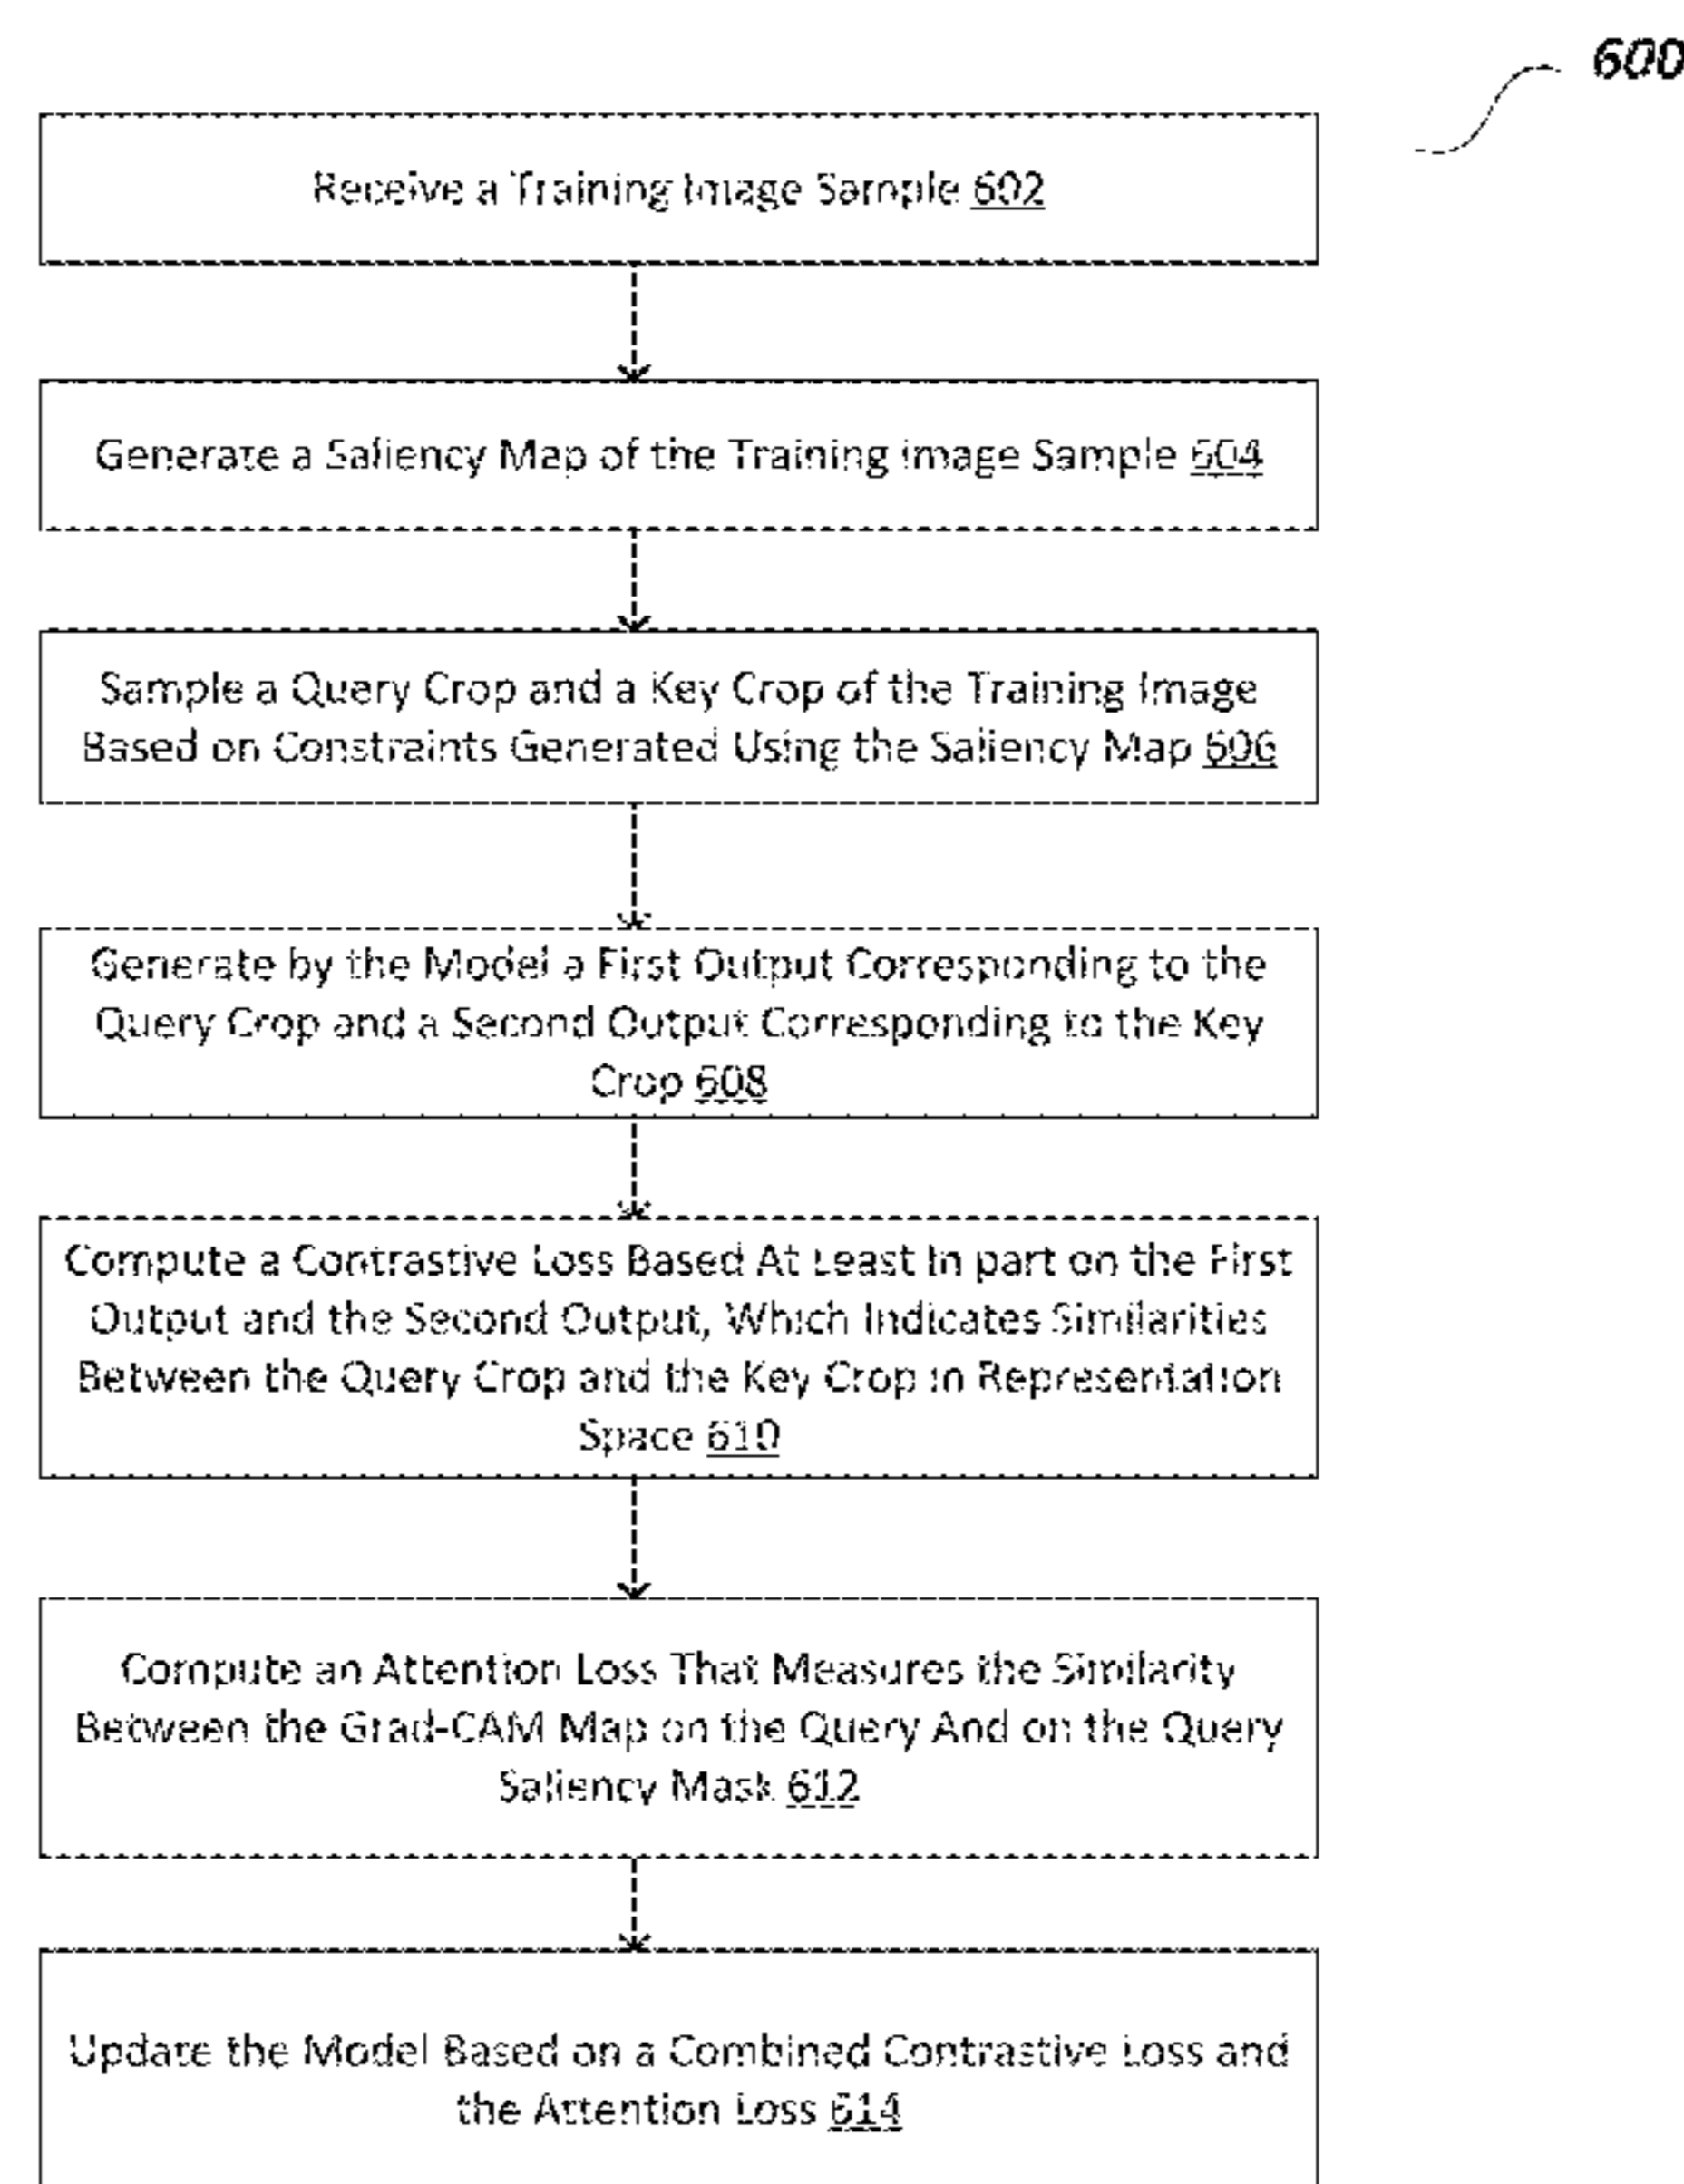 600
Receive a Training Image Sample 602
Generate a Saliency Map of the Training Image Sample 604
Sample a Query Crop and a Key Crop of the Training Image
Based on Constraints Generated Using the Saliency Map 606
Generate by the Model a First Output Corresponding to the
Query Crop and a Second Output Corresponding to the Key
Crop 608
Compute a Contrastive Loss Based At Least In part on the First
Output and the Second Output, Which Indicates Similarities
Between the Query Crop and the Key Crop in Representation
Space 610
Compute an Attention Loss That Measures the Similarity
Between the Grad-CAM Map on the Query And on the Query
Saliency Mask 612
Update the Model Based on a Combined Contrastive Loss and
the Attention Loss 614